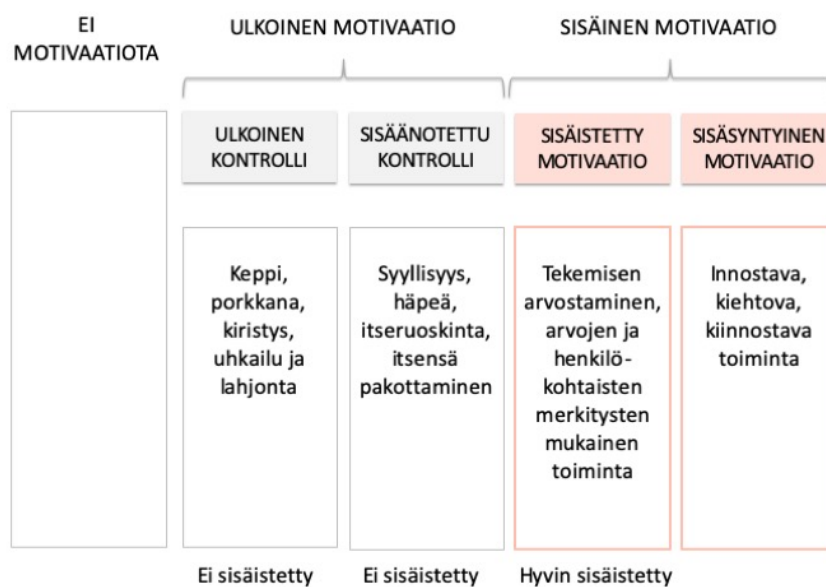 EI
MOTIVAATIOTA
ULKOINEN MOTIVAATIO
SISÄINEN MOTIVAATIO
ULKOINEN
KONTROLLI
SISÄÄNOTETTU
KONTROLLI
SISÄISTETTY
MOTIVAATIO
SISÄSYNTYINEN
MOTIVAATIO
Keppi,
porkkana,
kiristys,
uhkailu ja
lahjonta
Syyllisyys,
häpeä,
itseruoskinta,
itsensä
pakottaminen
Tekemisen
arvostaminen,
arvojen ja
henkilö-
kohtaisten
merkitysten
mukainen
toiminta
Innostava,
kiehtova,
kiinnostava
toiminta
Ei sisäistetty
Ei sisäistetty
Hyvin sisäistetty